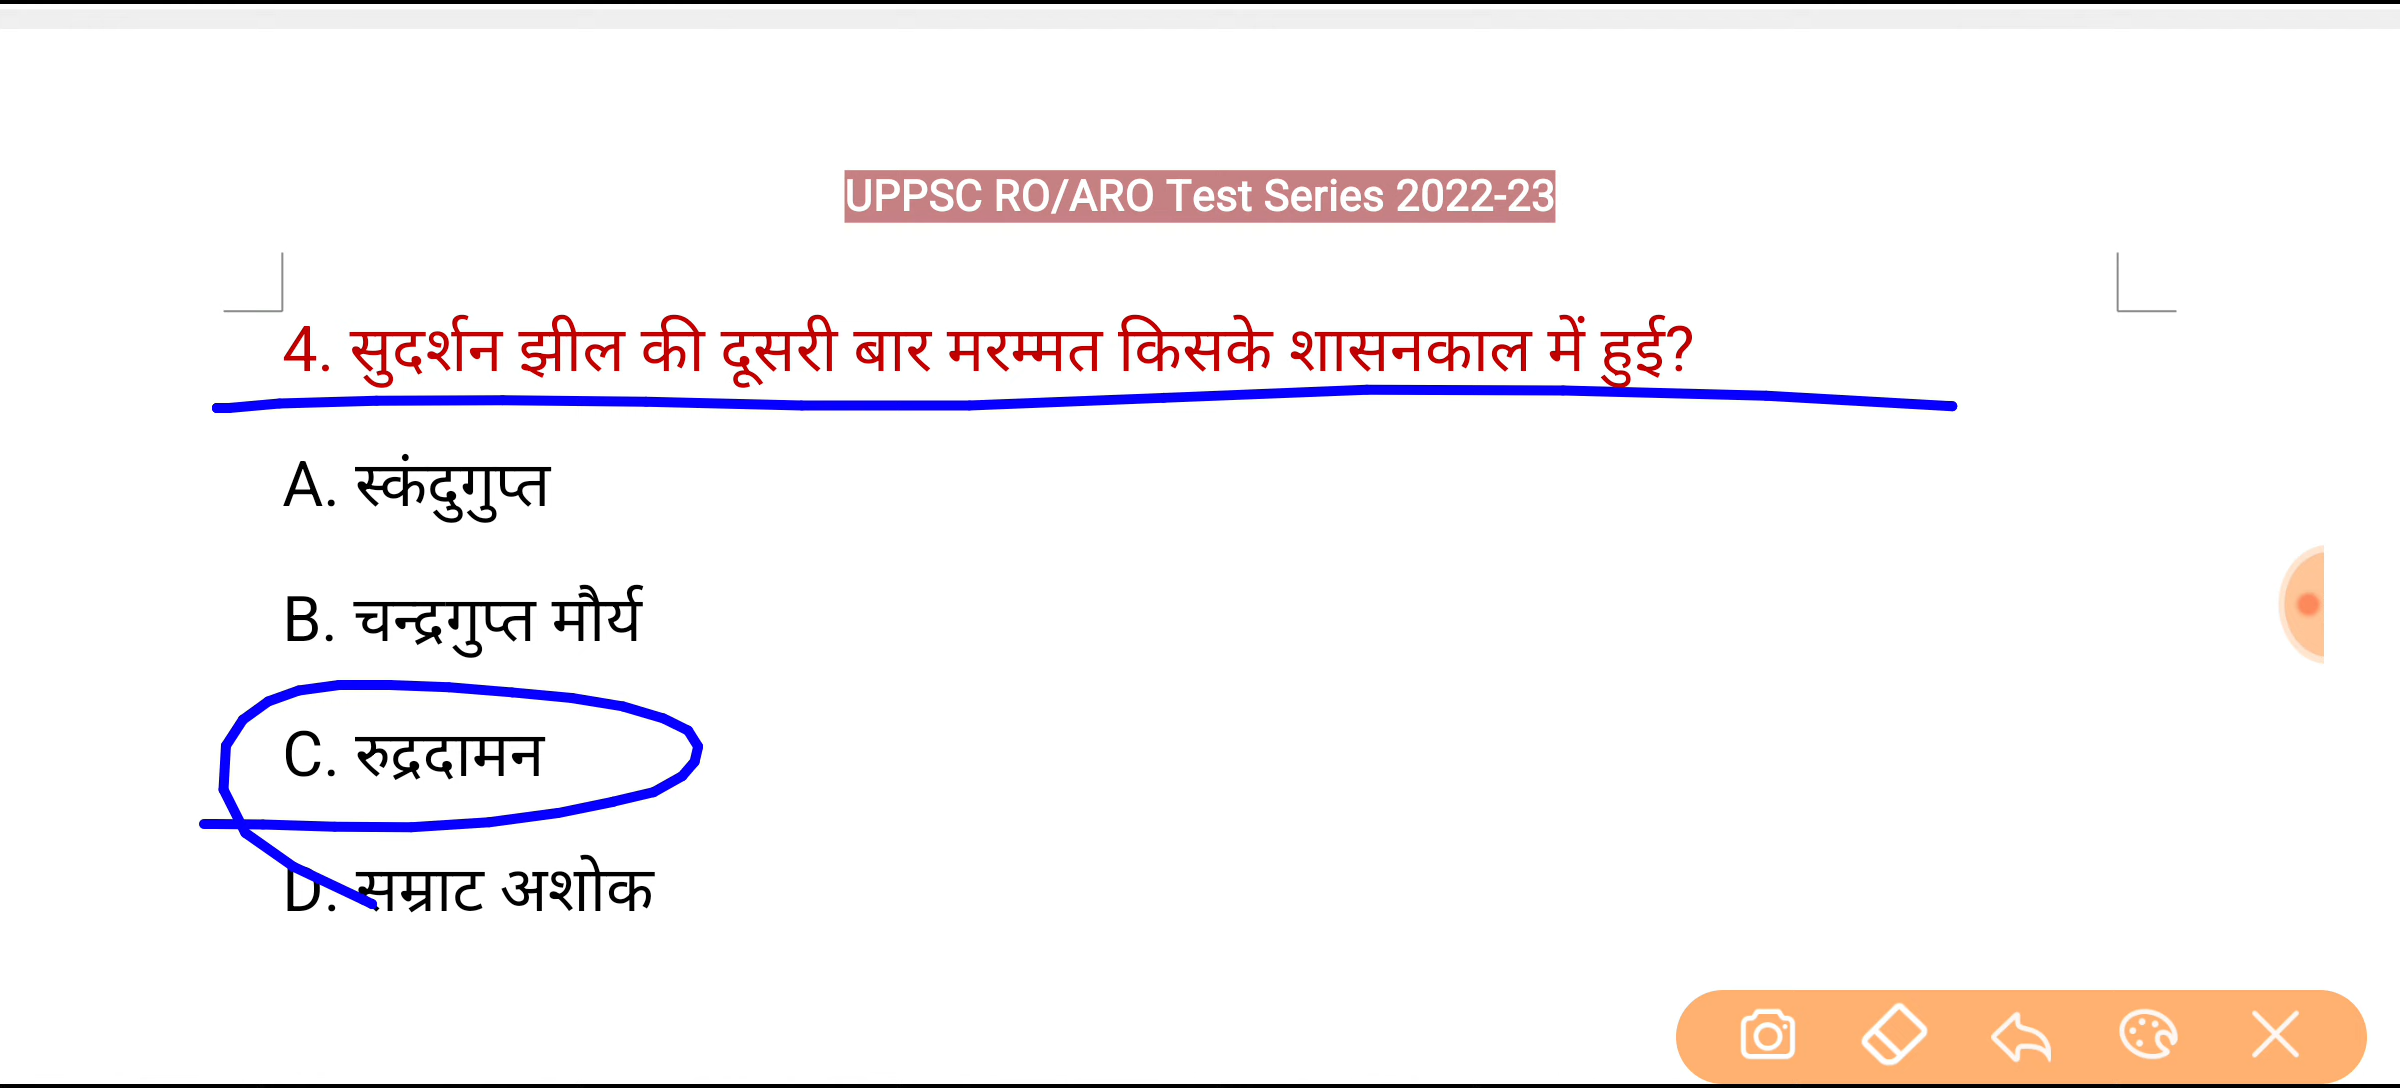 UPPSC RO/ARO Test Series 2022-23
4. सुदर्शन झील की दूसरी बार मरम्मत किसके शासनकाल में हुई?
A. स्कंदुगुप्त
B. चन्द्रगुप्त मौर्य
C. रुद्रदामन
D. सम्राट अशोक